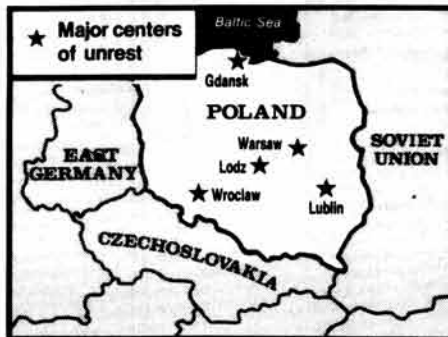 Major centers
of unrest
Baltic Sea
Gdansk
POLAND
Warsaw
Lodz
Wroclaw
Lublin
EAST
GERMANY
SOVIET
UNION
CZECHOSLOVAKIA